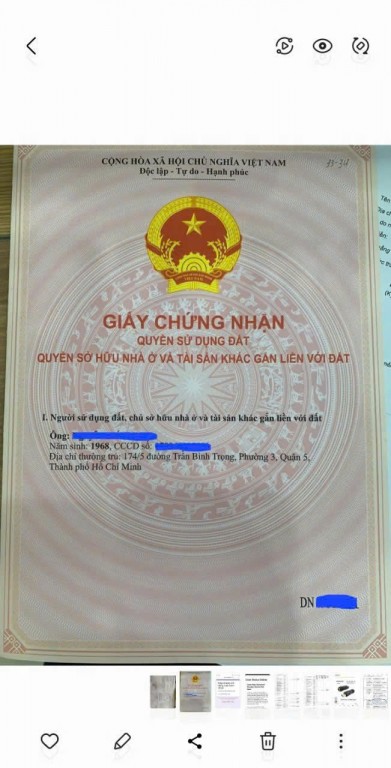 CỘNG HÒA XÃ HỘI CHỦ NGHĨA VIỆT NAM
Độc lập - Tự do - Hạnh phúc
GIẤY CHỨNG NHẬN
QUYỀN SỬ DỤNG ĐẤT
QUYỀN SỞ HỮU NHÀ Ở VÀ TÀI SẢN KHÁC GẮN LIỀN VỚI ĐẤT
I. Người sử dụng đất, chủ sở hữu nhà ở và tài sản khác gắn liền với đất
Ông:
Năm sinh: 1968, CCCD số:
Địa chỉ thường trú: 174/5 đường Trần Bình Trọng, Phường 3, Quận 5,
Thành phố Hồ Chí Minh
DN